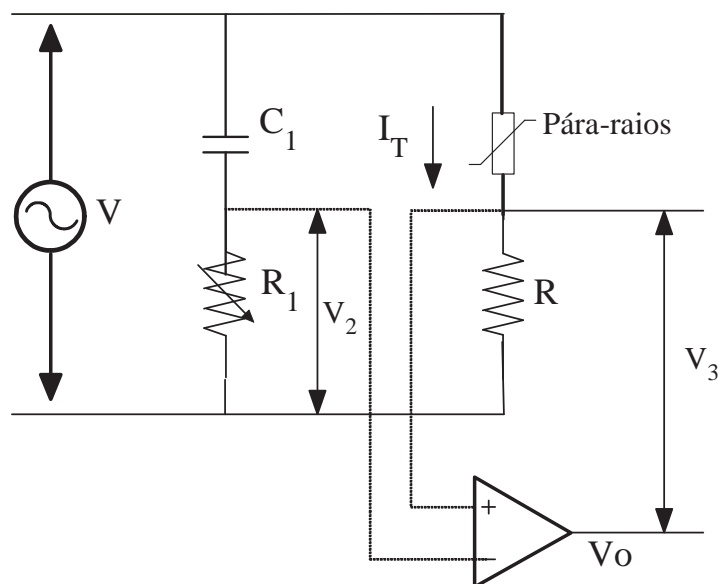 C1
IT
Pára-raios
V
R1
V2
R
V3
+
−
Vo